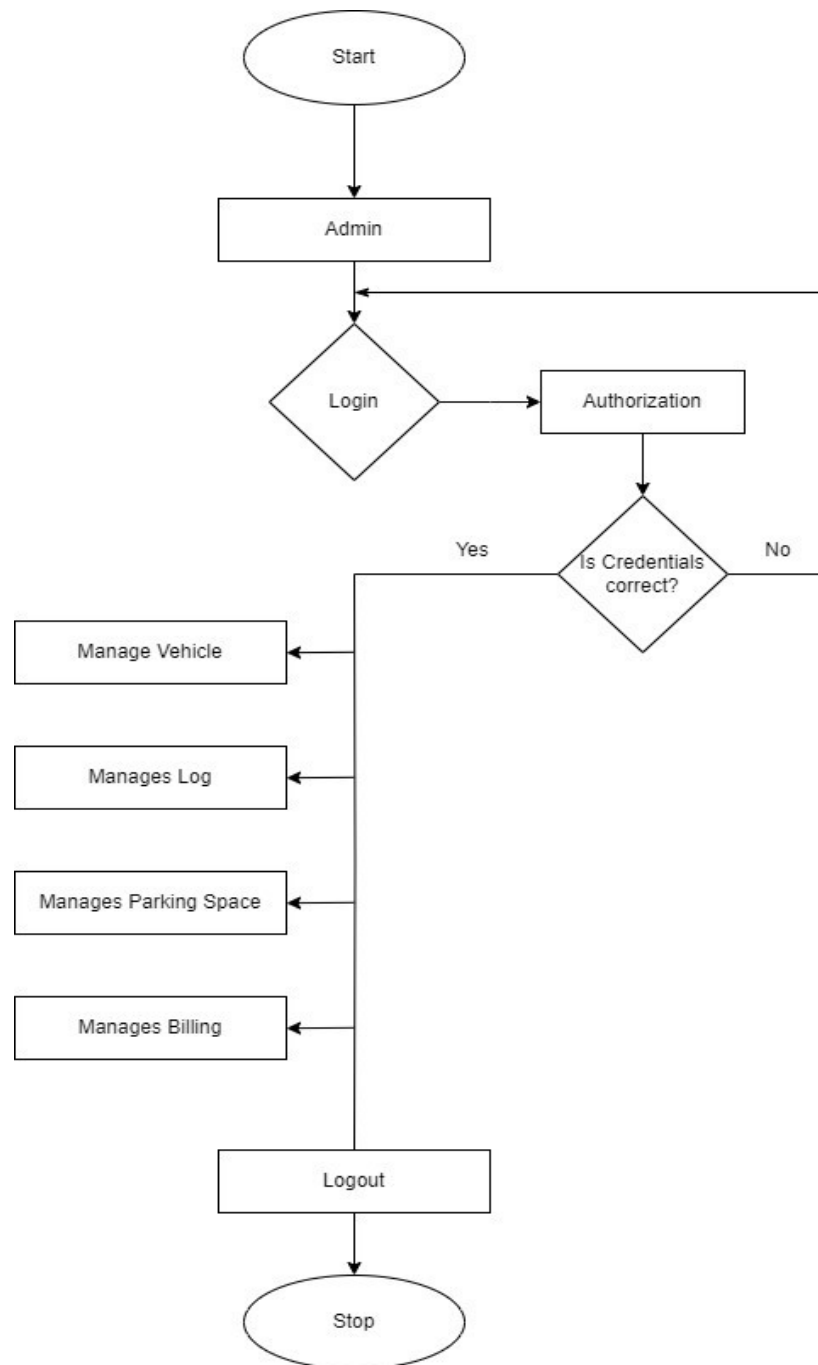 Start
Admin
Login
Authorization
Yes
Is Credentials
correct?
No
Manage Vehicle
Manages Log
Manages Parking Space
Manages Billing
Logout
Stop